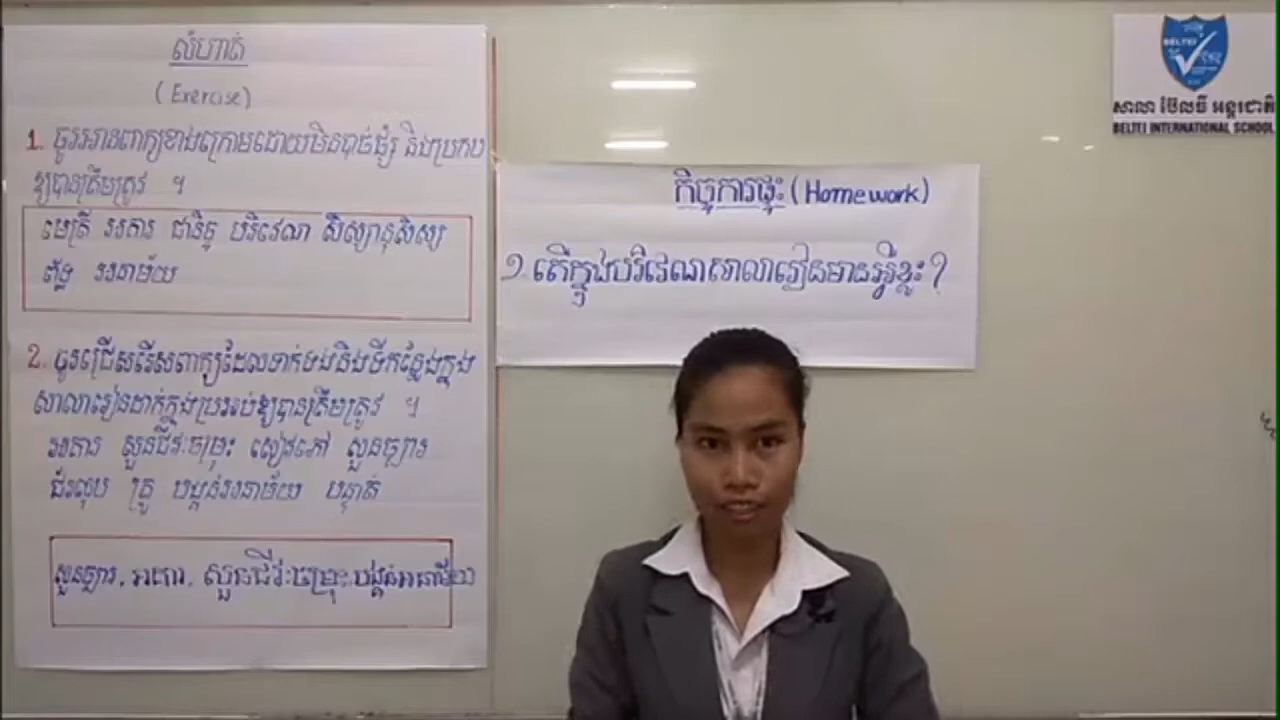 លំហាត់
(Exercise)
1. ចូរអានពាក្យខាងក្រោមដោយមិនបាច់ផ្សំ និងប្រកប
ឱ្យបានត្រឹមត្រូវ ។
មេត្រី អគារ ជានិច្ច បរិវេណ សិស្សានុសិស្ស
អនាម័យ
2. ចូរជ្រើសរើសពាក្យដែលទាក់ទងនិងទីកន្លែងក្នុង
សាលារៀនដាក់ក្នុងប្រអប់ឱ្យបានត្រឹមត្រូវ ។
អគារ សួនជីវៈចម្រុះ សៀវភៅ សួនច្បារ
ជ័រលុប គ្រូ បង្គន់អនាម័យ បន្ទាត់
សួនច្បារ, អគារ, សួនជីវៈចម្រុះ, បង្គន់អនាម័យ
កិច្ចការផ្ទះ (Homework)
១. តើក្នុងបរិវេណសាលារៀនមានអ្វីខ្លះ?
BELTEI
សាលា ប៊ែលធី អន្តរជាតិ
BELTEI INTERNATIONAL SCHOOL